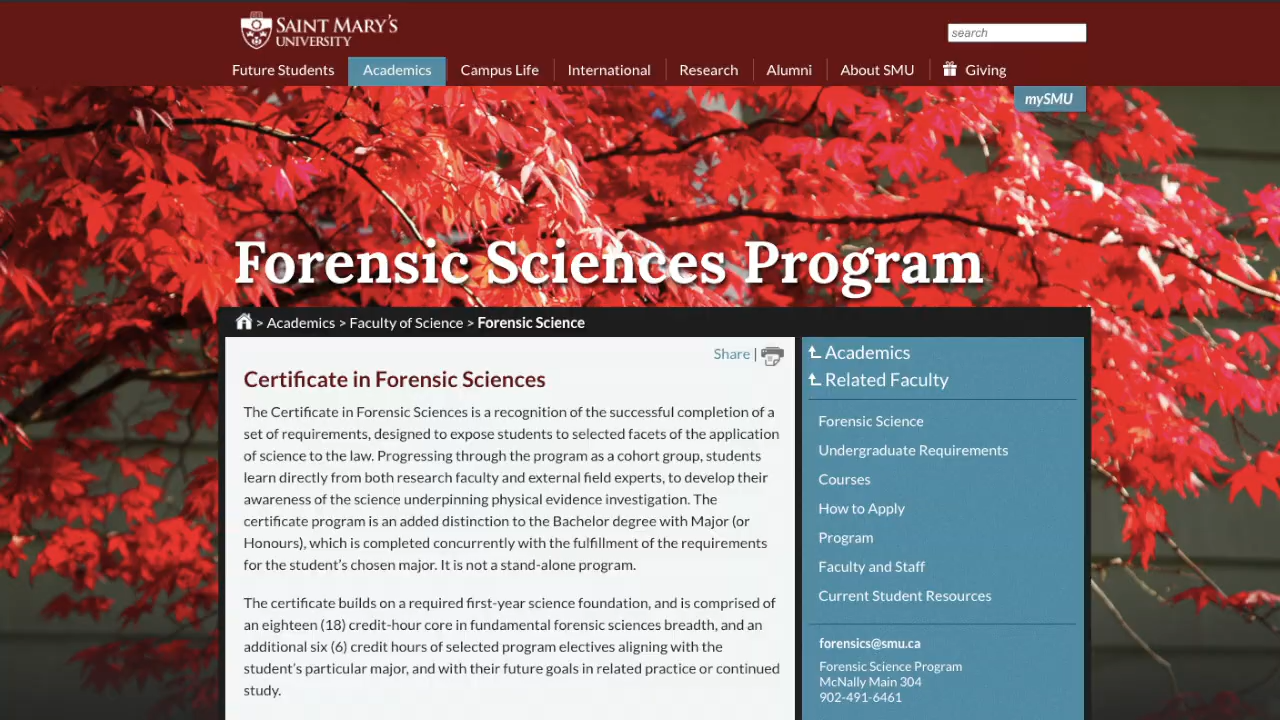 SAINT MARY'S
UNIVERSITY
search
Future Students Academics Campus Life International Research Alumni About SMU Giving
mySMU
Forensic Sciences Program
> Academics > Faculty of Science > Forensic Science
Share |
Certificate in Forensic Sciences
The Certificate in Forensic Sciences is a recognition of the successful completion of a
set of requirements, designed to expose students to selected facets of the application
of science to the law. Progressing through the program as a cohort group, students
learn directly from both research faculty and external field experts, to develop their
awareness of the science underpinning physical evidence investigation. The
certificate program is an added distinction to the Bachelor degree with Major (or
Honours), which is completed concurrently with the fulfillment of the requirements
for the student's chosen major. It is not a stand-alone program.
The certificate builds on a required first-year science foundation, and is comprised of
an eighteen (18) credit-hour core in fundamental forensic sciences breadth, and an
additional six (6) credit hours of selected program electives aligning with the
student's particular major, and with their future goals in related practice or continued
study.
Academics
Related Faculty
Forensic Science
Undergraduate Requirements
Courses
How to Apply
Program
Faculty and Staff
Current Student Resources
forensics@smu.ca
Forensic Science Program
McNally Main 304
902-491-6461